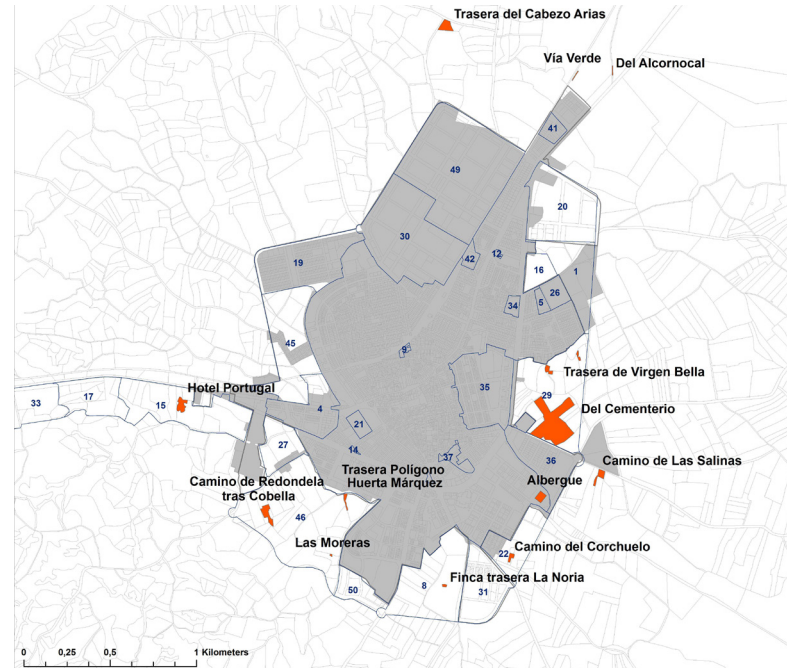 Trasera del Cabezo Arias
Vía Verde
Del Alcornocal
41
49
20
30
12
42
19
16
1
26
5
34
45
9
Trasera de Virgen Bella
35
29
Hotel Portugal
33
17
15
4
Del Cementerio
21
27
14
37
36
Camino de Las Salinas
Trasera Polígono
Huerta Márquez
Camino de Redondela
tras Cobella
Albergue
46
Las Moreras
Camino del Corchuelo
22
Finca trasera La Noria
8
50
31
0 0,25 0,5 1 Kilometers